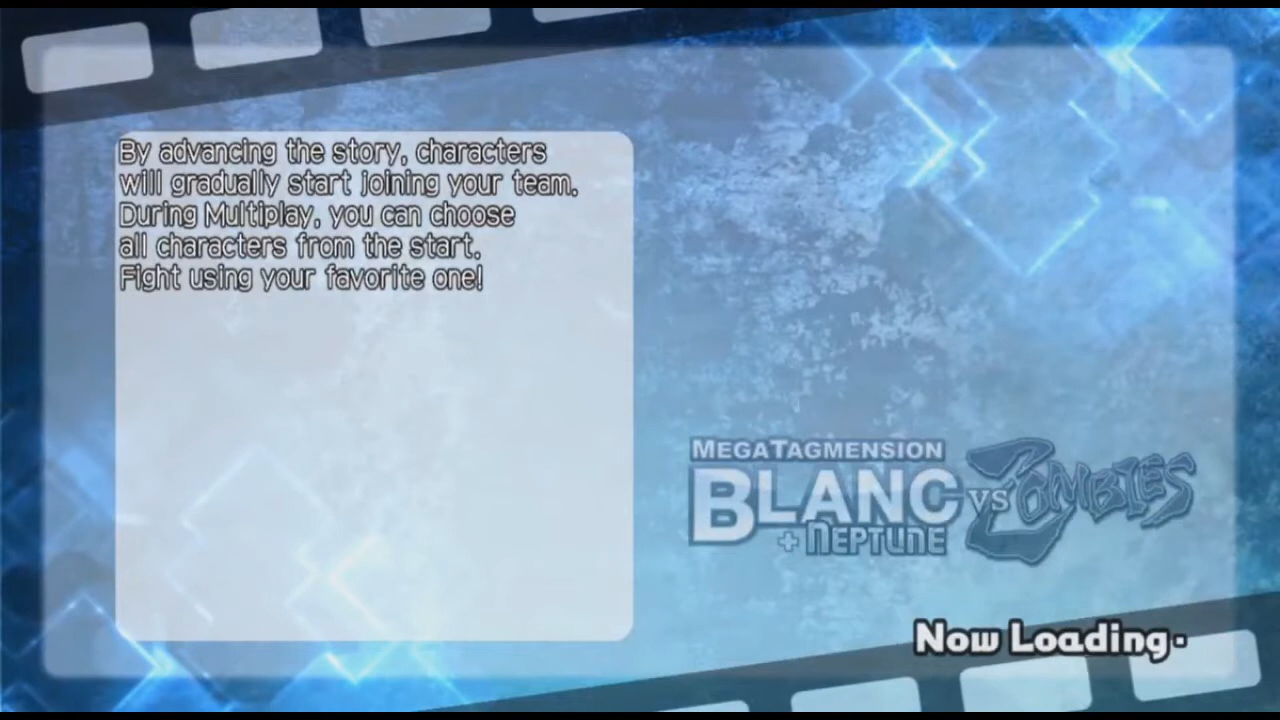 By advancing the story, characters
will gradually start joining your team.
During Multiplay, you can choose
all characters from the start.
Fight using your favorite one!
MEGATAGMENSION
BLANC
+ NEPTUNE
VS ZOMBIES
Now Loading·